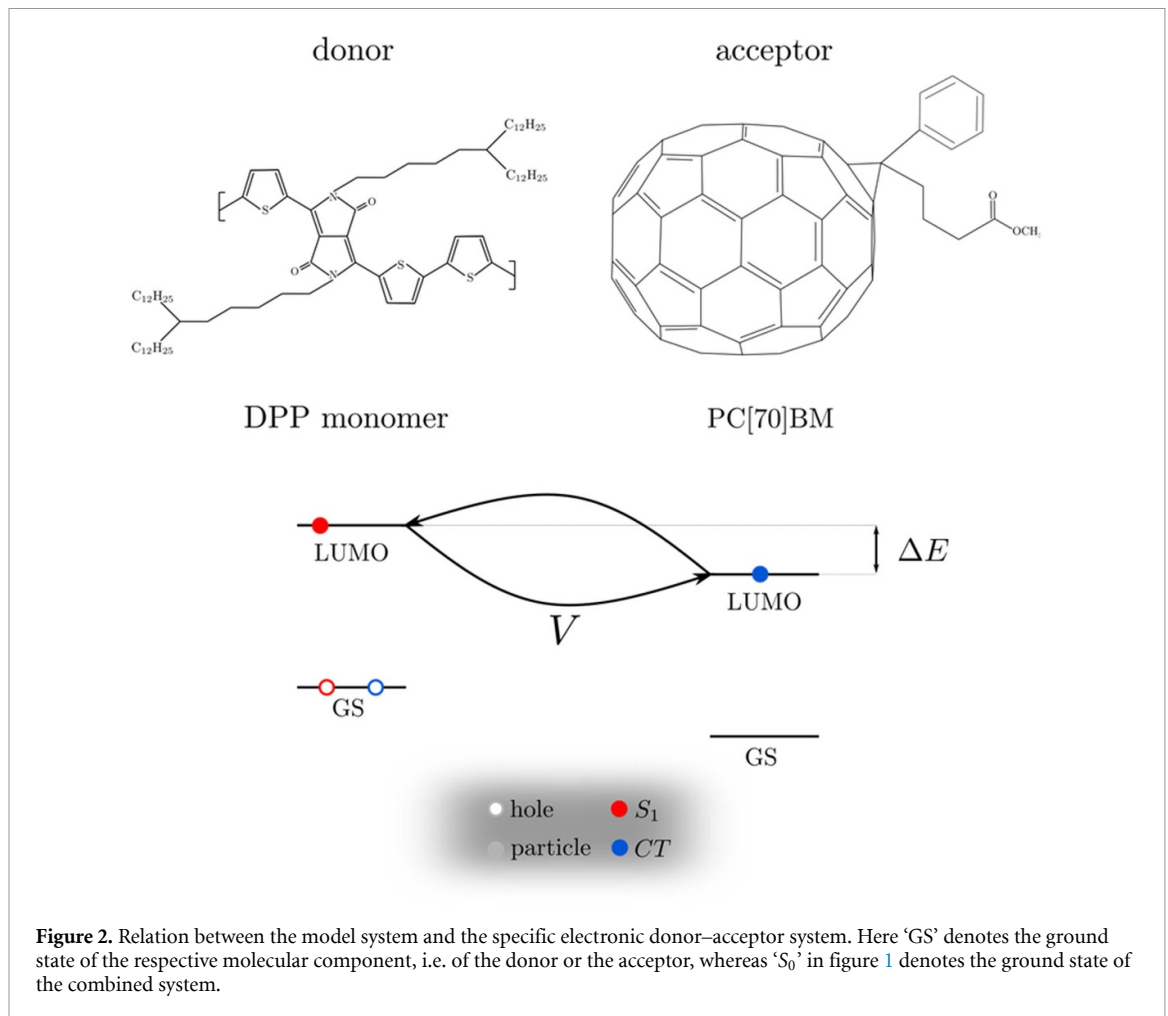 donor acceptor
C₁₂H₂₅
C₁₂H₂₅
S
N
O
O
N
S
S
C₁₂H₂₅
C₁₂H₂₅
O
OCH
DPP monomer PC[70]BM
LUMO
ΔE
LUMO
V
GS
GS
hole S₁
particle CT
Figure 2. Relation between the model system and the specific electronic donor–acceptor system. Here ‘GS’ denotes the ground
state of the respective molecular component, i.e. of the donor or the acceptor, whereas ‘S₀’ in figure 1 denotes the ground state of
the combined system.